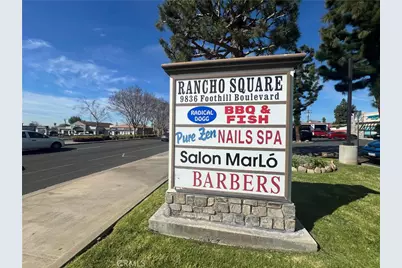 RANCHO SQUARE
9836 Foothill Boulevard
RADICAL
DOGG
BBQ &
FISH
Pure Zen NAILS SPA
Salon MarLó
BARBERS